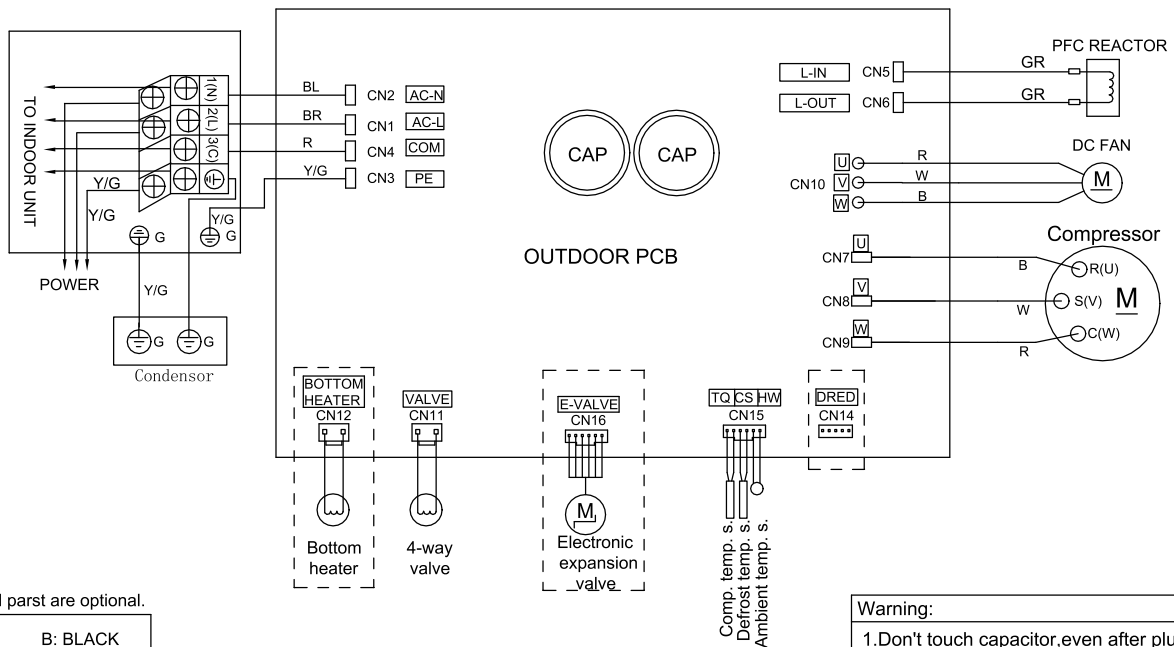 TO INDOOR UNIT
1(N)
2(L)
3(C)
POWER
Y/G
Y/G
G
Y/G
G
Y/G
G
G
Condensor
BL
CN2
AC-N
BR
CN1
AC-L
R
CN4
COM
Y/G
CN3
PE
CAP
CAP
OUTDOOR PCB
PFC REACTOR
L-IN
CN5
GR
L-OUT
CN6
GR
DC FAN
CN10
U
V
W
R
W
B
M
Compressor
U
CN7
B
R(U)
V
CN8
W
S(V)
M
W
CN9
R
C(W)
BOTTOM
HEATER
CN12
Bottom
heater
VALVE
CN11
4-way
valve
E-VALVE
CN16
M
Electronic
expansion
valve
TQ CS HW
CN15
Comp. temp. s.
Defrost temp. s.
Ambient temp. s.
DRED
CN14
parst are optional.
B: BLACK
Warning:
1.Don't touch capacitor,even after